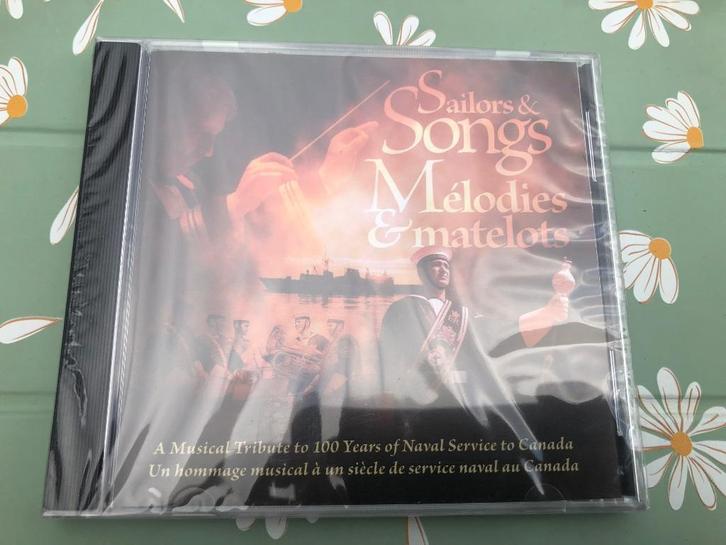 Sailors &
Songs
Mélodies
& matelots
A Musical Tribute to 100 Years of Naval Service to Canada
Un hommage musical à un siècle de service naval au Canada